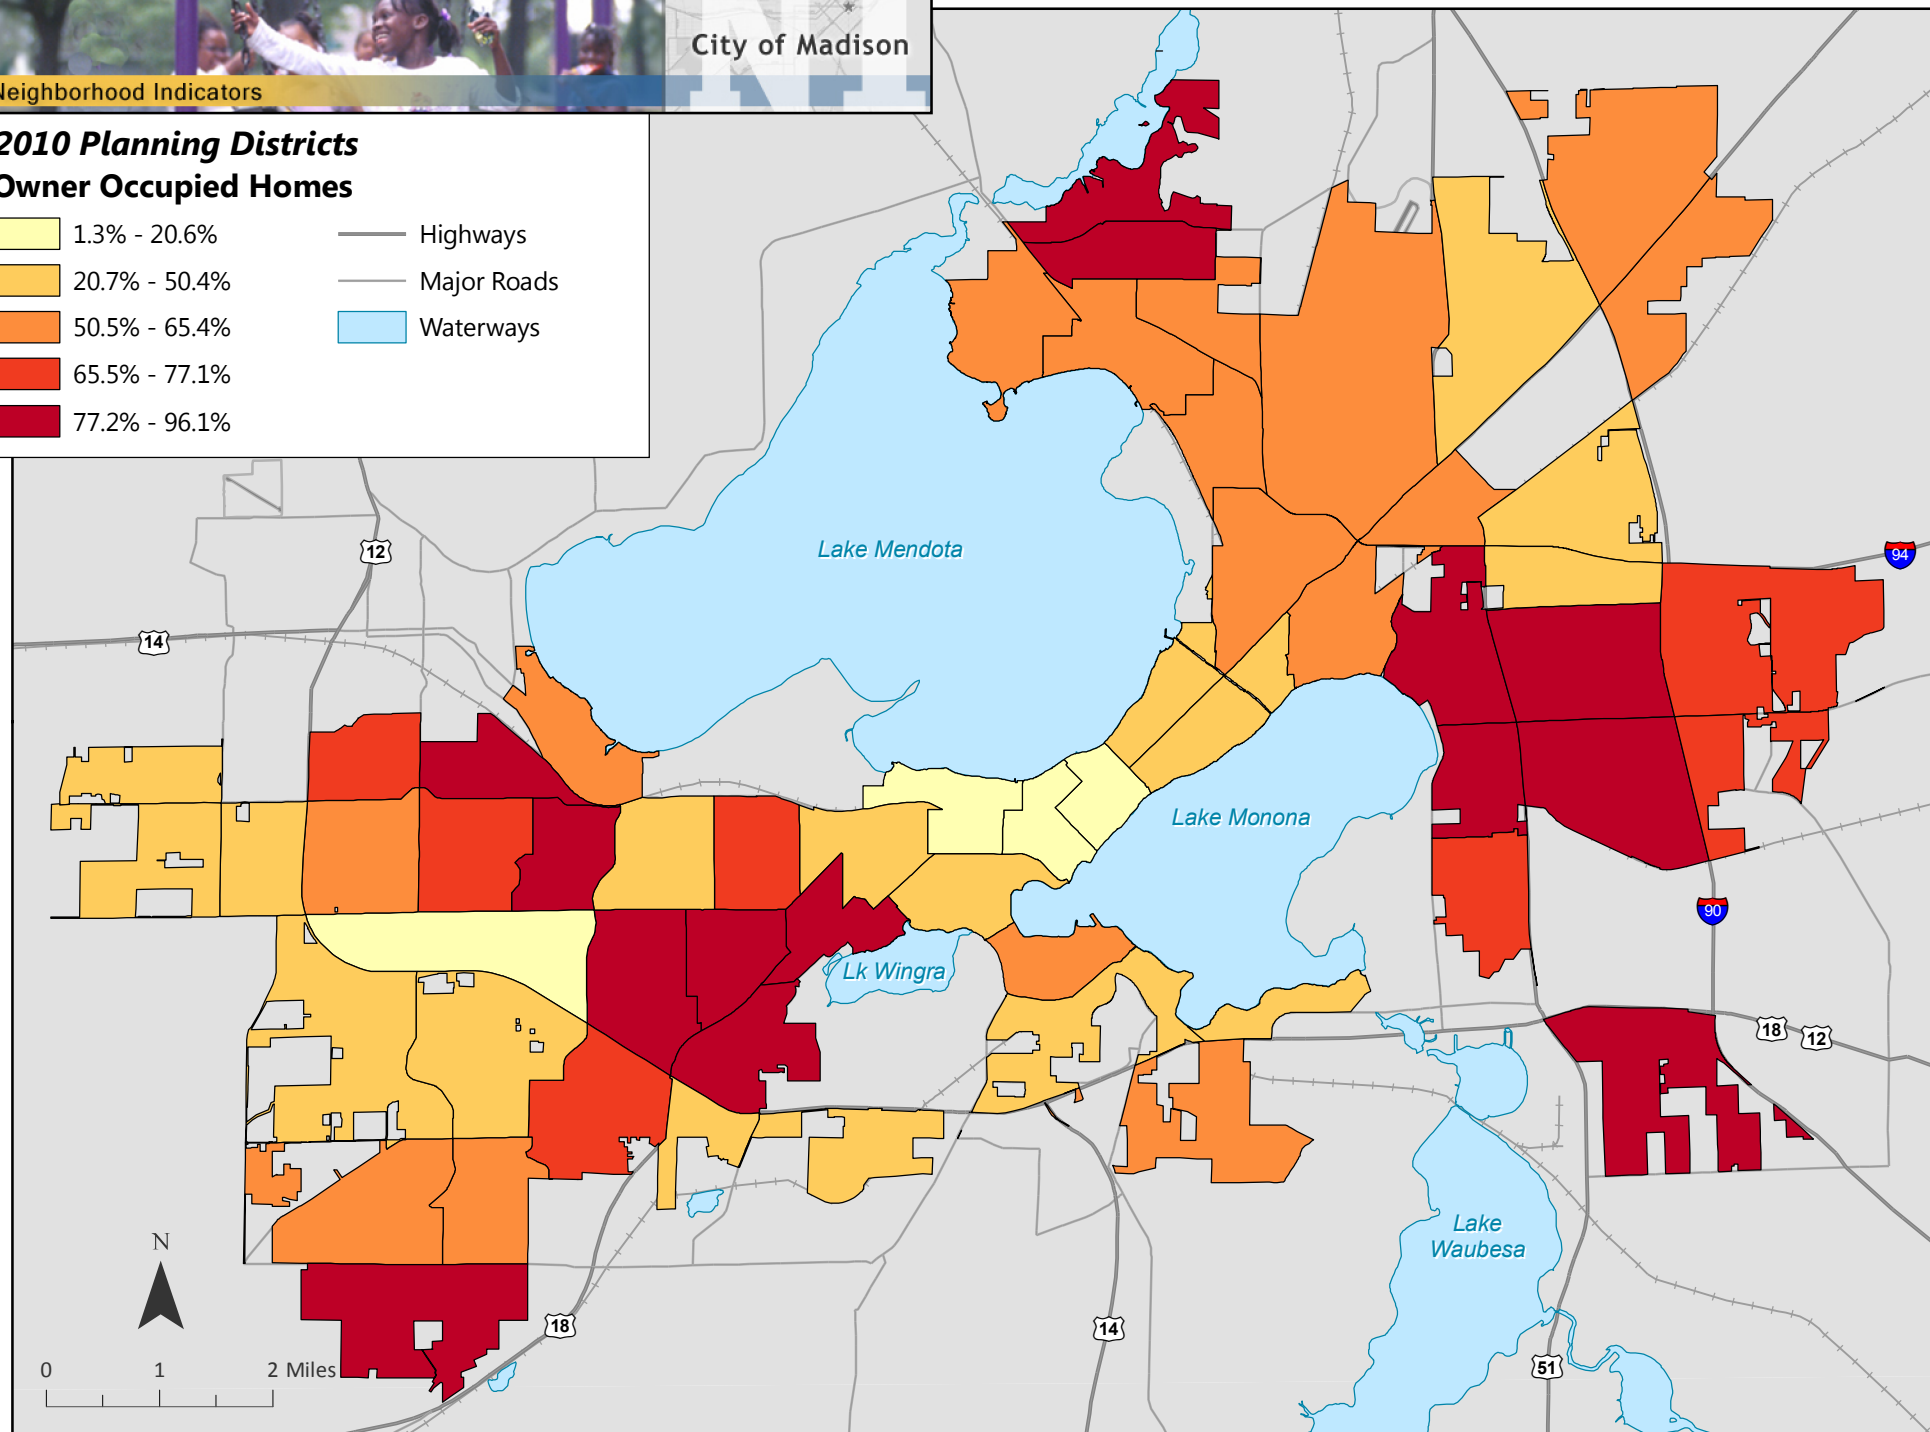 City of Madison
Neighborhood Indicators
2010 Planning Districts
Owner Occupied Homes
1.3% - 20.6%
20.7% - 50.4%
50.5% - 65.4%
65.5% - 77.1%
77.2% - 96.1%
Highways
Major Roads
Waterways
12
Lake Mendota
94
14
Lake Monona
90
Lk Wingra
18
12
Lake
Waubesa
N
18
14
51
0 1 2 Miles